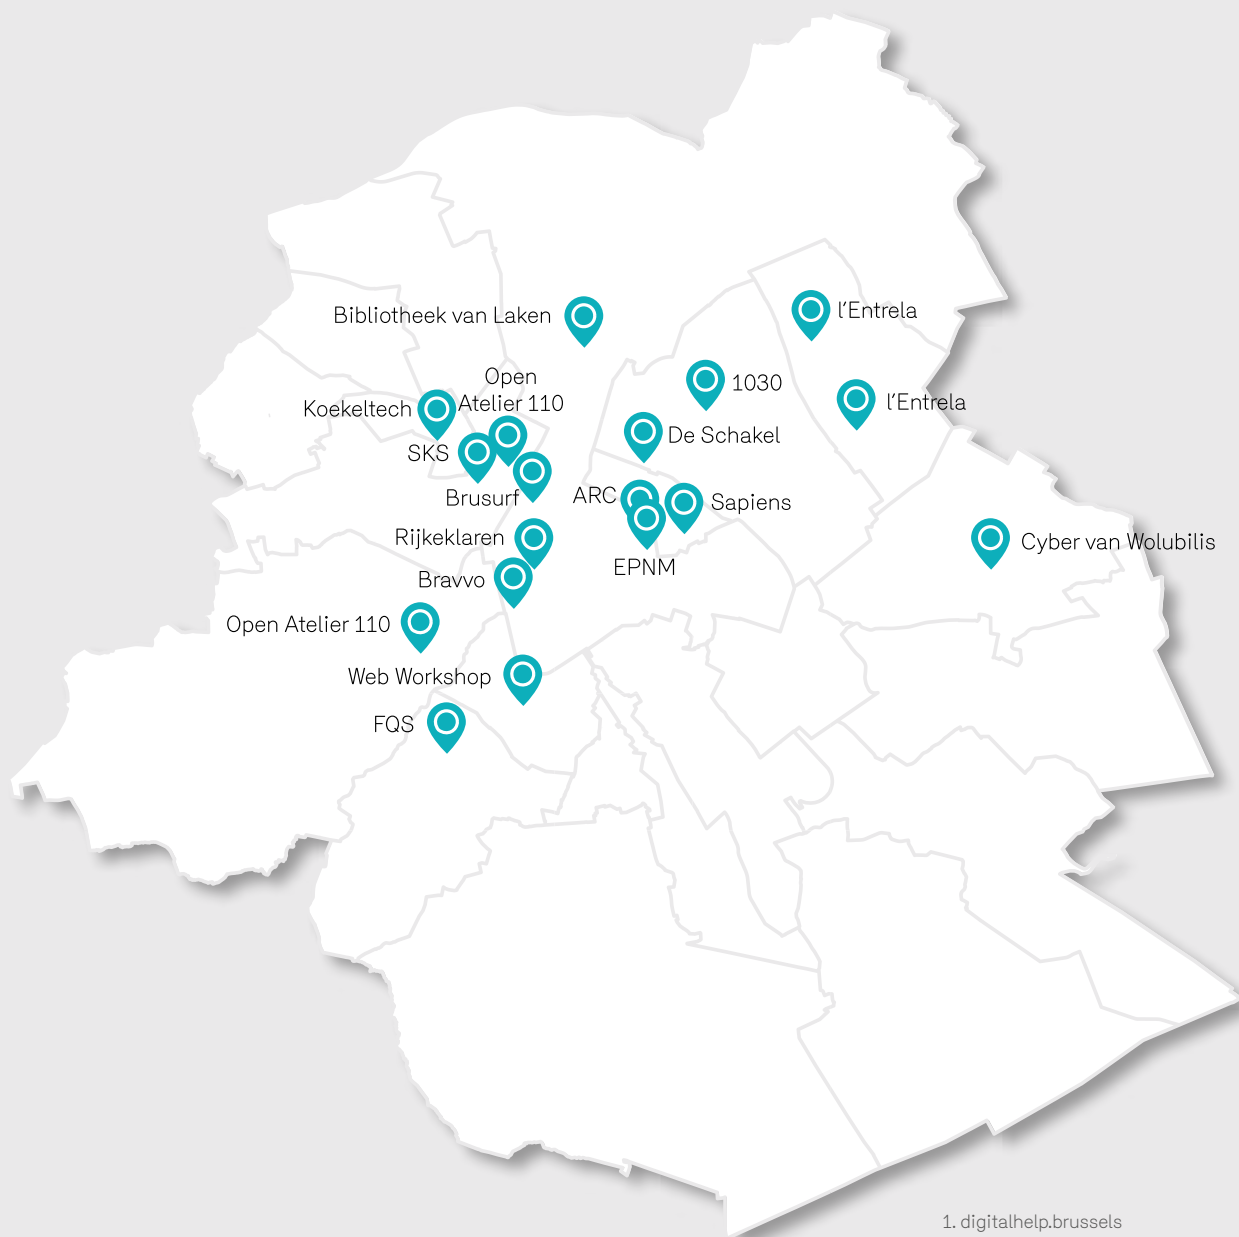 l'Entrela
Bibliotheek van Laken
Open
Atelier 110
1030
l'Entrela
Koekeltech
De Schakel
SKS
Brusurf
ARC
Sapiens
Rijkeklaren
Cyber van Wolubilis
EPNM
Bravvo
Open Atelier 110
Web Workshop
FQS
1. digitalhelp.brussels